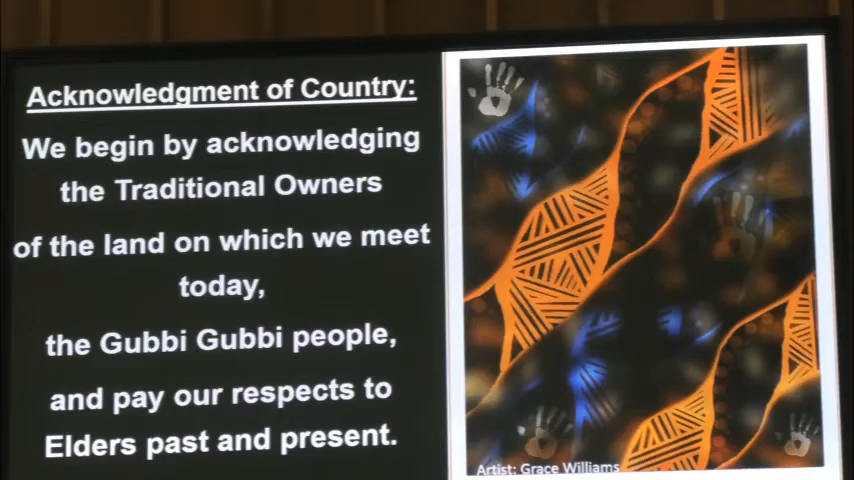 Acknowledgment of Country:
We begin by acknowledging
the Traditional Owners
of the land on which we meet
today,
the Gubbi Gubbi people,
and pay our respects to
Elders past and present.
Artist: Grace Williams